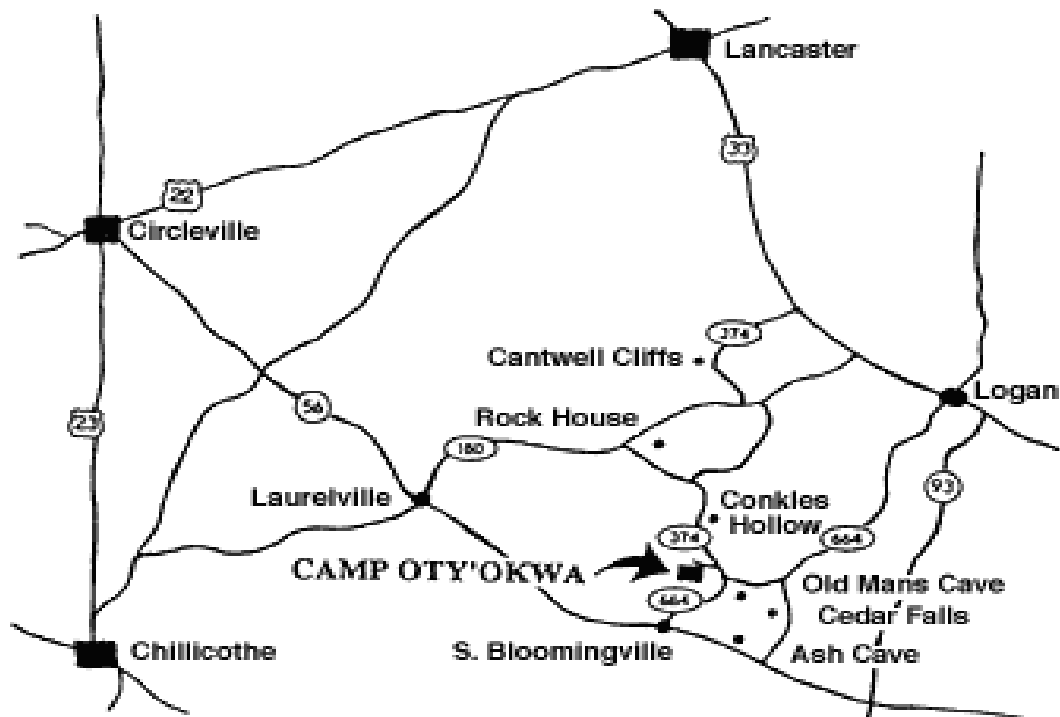 Lancaster
33
22
Circleville
374
Cantwell Cliffs
Logan
56
Rock House
23
180
93
Laurelville
Conkles
Hollow
374
664
CAMP OTY'OKWA
Old Mans Cave
664
Cedar Falls
Chillicothe
S. Bloomingville
Ash Cave